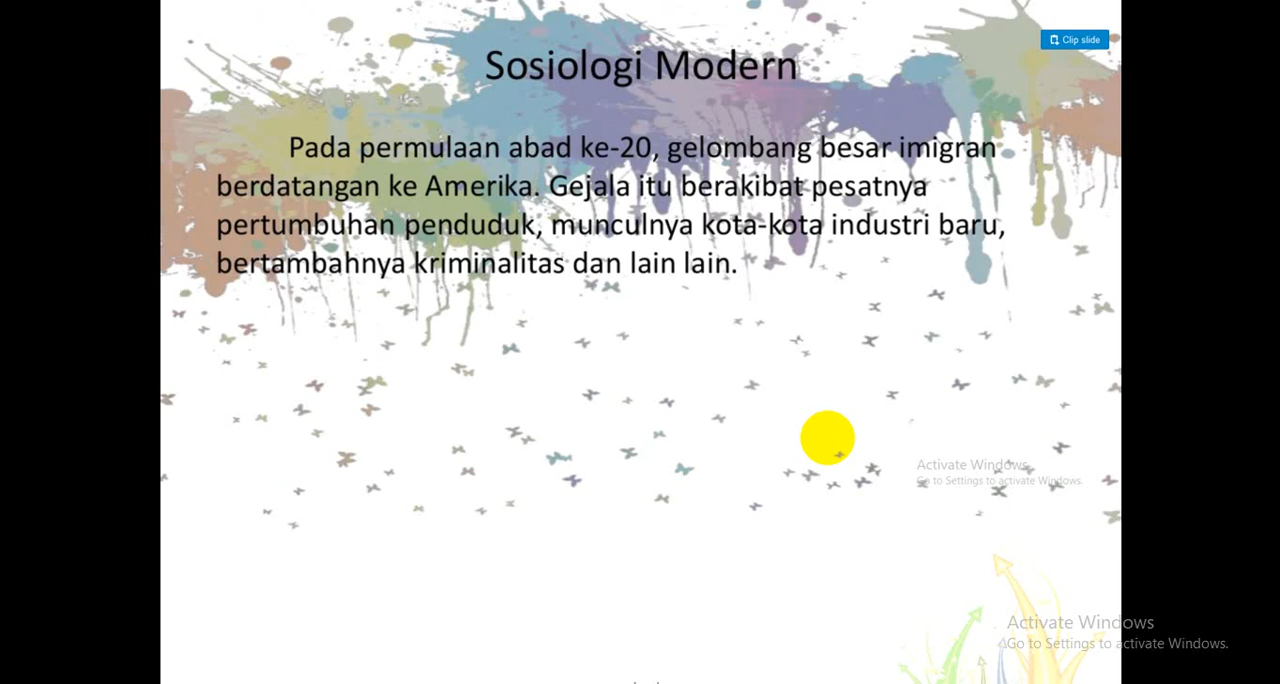 Clip slide
Sosiologi Modern
Pada permulaan abad ke-20, gelombang besar imigran
berdatangan ke Amerika. Gejala itu berakibat pesatnya
pertumbuhan penduduk, munculnya kota-kota industri baru,
bertambahnya kriminalitas dan lain lain.
Activate Windows
Go to Settings to activate Windows.
Activate Windows
Go to Settings to activate Windows.